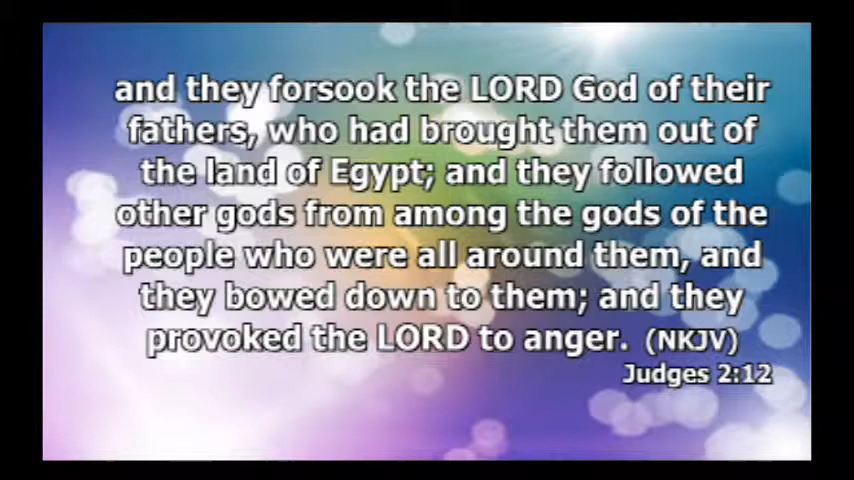 and they forsook the LORD God of their
fathers, who had brought them out of
the land of Egypt; and they followed
other gods from among the gods of the
people who were all around them, and
they bowed down to them; and they
provoked the LORD to anger. (NKJV)
Judges 2:12